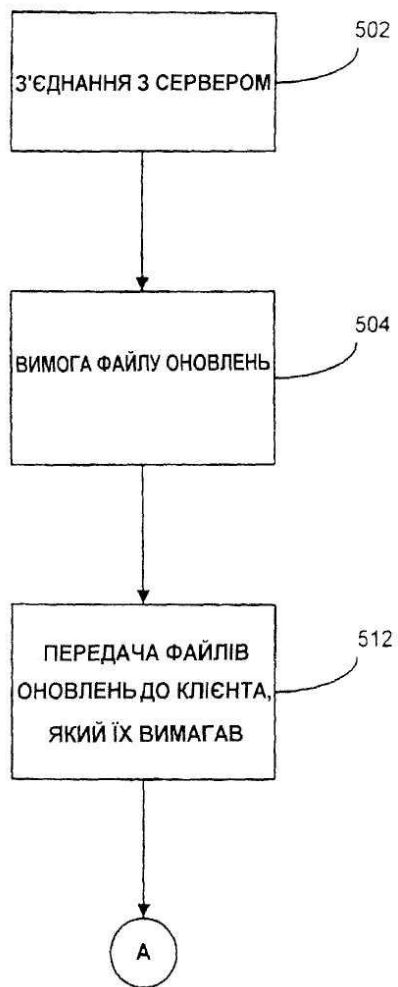 502
З'ЄДНАННЯ З СЕРВЕРОМ
504
ВИМОГА ФАЙЛУ ОНОВЛЕНЬ
512
ПЕРЕДАЧА ФАЙЛІВ
ОНОВЛЕНЬ ДО КЛІЄНТА,
ЯКИЙ ЇХ ВИМАГАВ
А